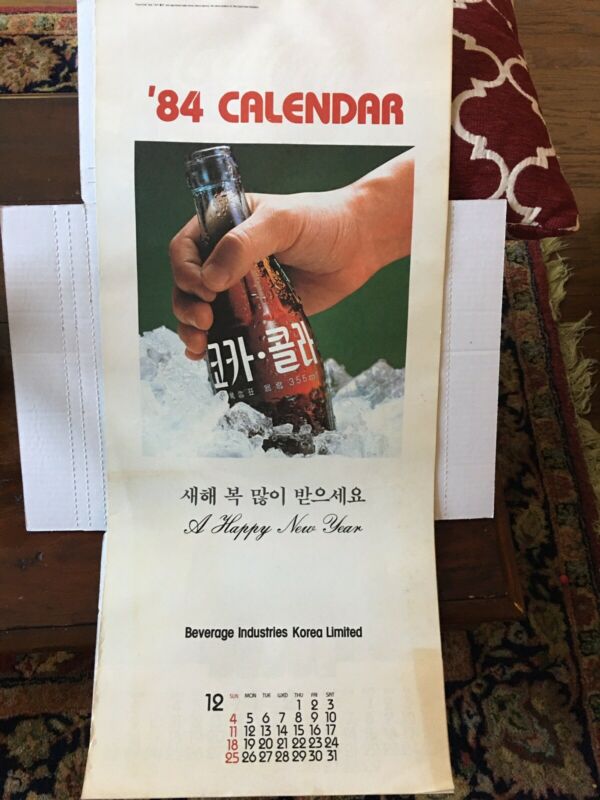 '84 CALENDAR
코카·콜라
용량 355ml
새해 복 많이 받으세요
A Happy New Year
Beverage Industries Korea Limited
12 SUN MON TUE WED THU FRI SAT
1 2 3
4 5 6 7 8 9 10
11 12 13 14 15 16 17
18 19 20 21 22 23 24
25 26 27 28 29 30 31